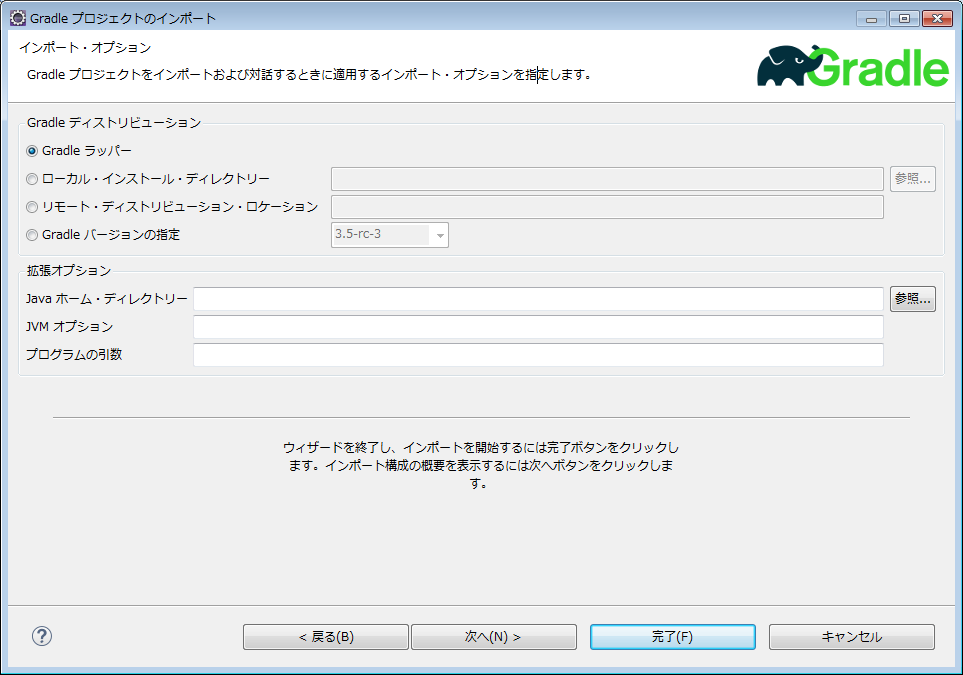 Gradle プロジェクトのインポート
インポート・オプション
Gradle プロジェクトをインポートおよび対話するときに適用するインポート・オプションを指定します。
Gradle
Gradle ディストリビューション
Gradle ラッパー
ローカル・インストール・ディレクトリー
参照...
リモート・ディストリビューション・ロケーション
Gradle バージョンの指定
3.5-rc-3
拡張オプション
Java ホーム・ディレクトリー
参照...
JVM オプション
プログラムの引数
ウィザードを終了し、インポートを開始するには完了ボタンをクリックし
ます。インポート構成の概要を表示するには次へボタンをクリックしま
す。
?
< 戻る(B)
次へ(N) >
完了(F)
キャンセル